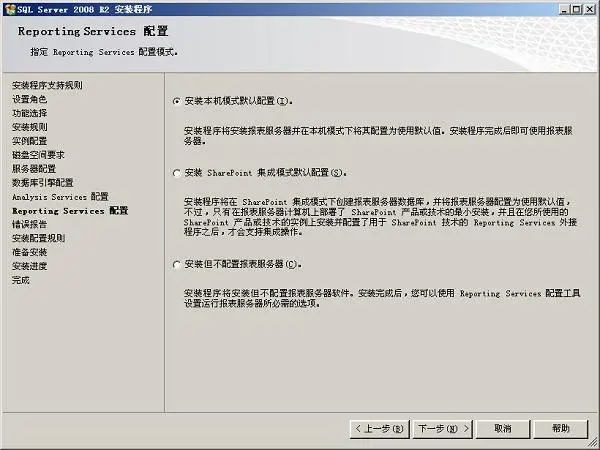 SQL Server 2008 R2 安装程序
Reporting Services 配置
指定 Reporting Services 配置模式。
安装程序支持规则
设置角色
功能选择
安装规则
实例配置
磁盘空间要求
服务器配置
数据库引擎配置
Analysis Services 配置
Reporting Services 配置
错误报告
安装配置规则
准备安装
安装进度
完成
安装本机模式默认配置(I)。
安装程序将安装报表服务器并在本机模式下将其配置为使用默认值。安装程序完成后即可使用报表服
务器。
安装 SharePoint 集成模式默认配置(S)。
安装程序将在 SharePoint 集成模式下创建报表服务器数据库，并将报表服务器配置为使用默认值，
不过，只有在报表服务器计算机上部署了 SharePoint 产品或技术的最小安装，并且在您所使用的
SharePoint 产品或技术的实例上安装并配置了用于 SharePoint 技术的 Reporting Services 外接
程序之后，才会支持集成操作。
安装但不配置报表服务器(C)。
安装程序将安装但不配置报表服务器软件。安装完成后，您可以使用 Reporting Services 配置工具
设置运行报表服务器所必需的选项。
< 上一步(B) 下一步(N) > 取消 帮助